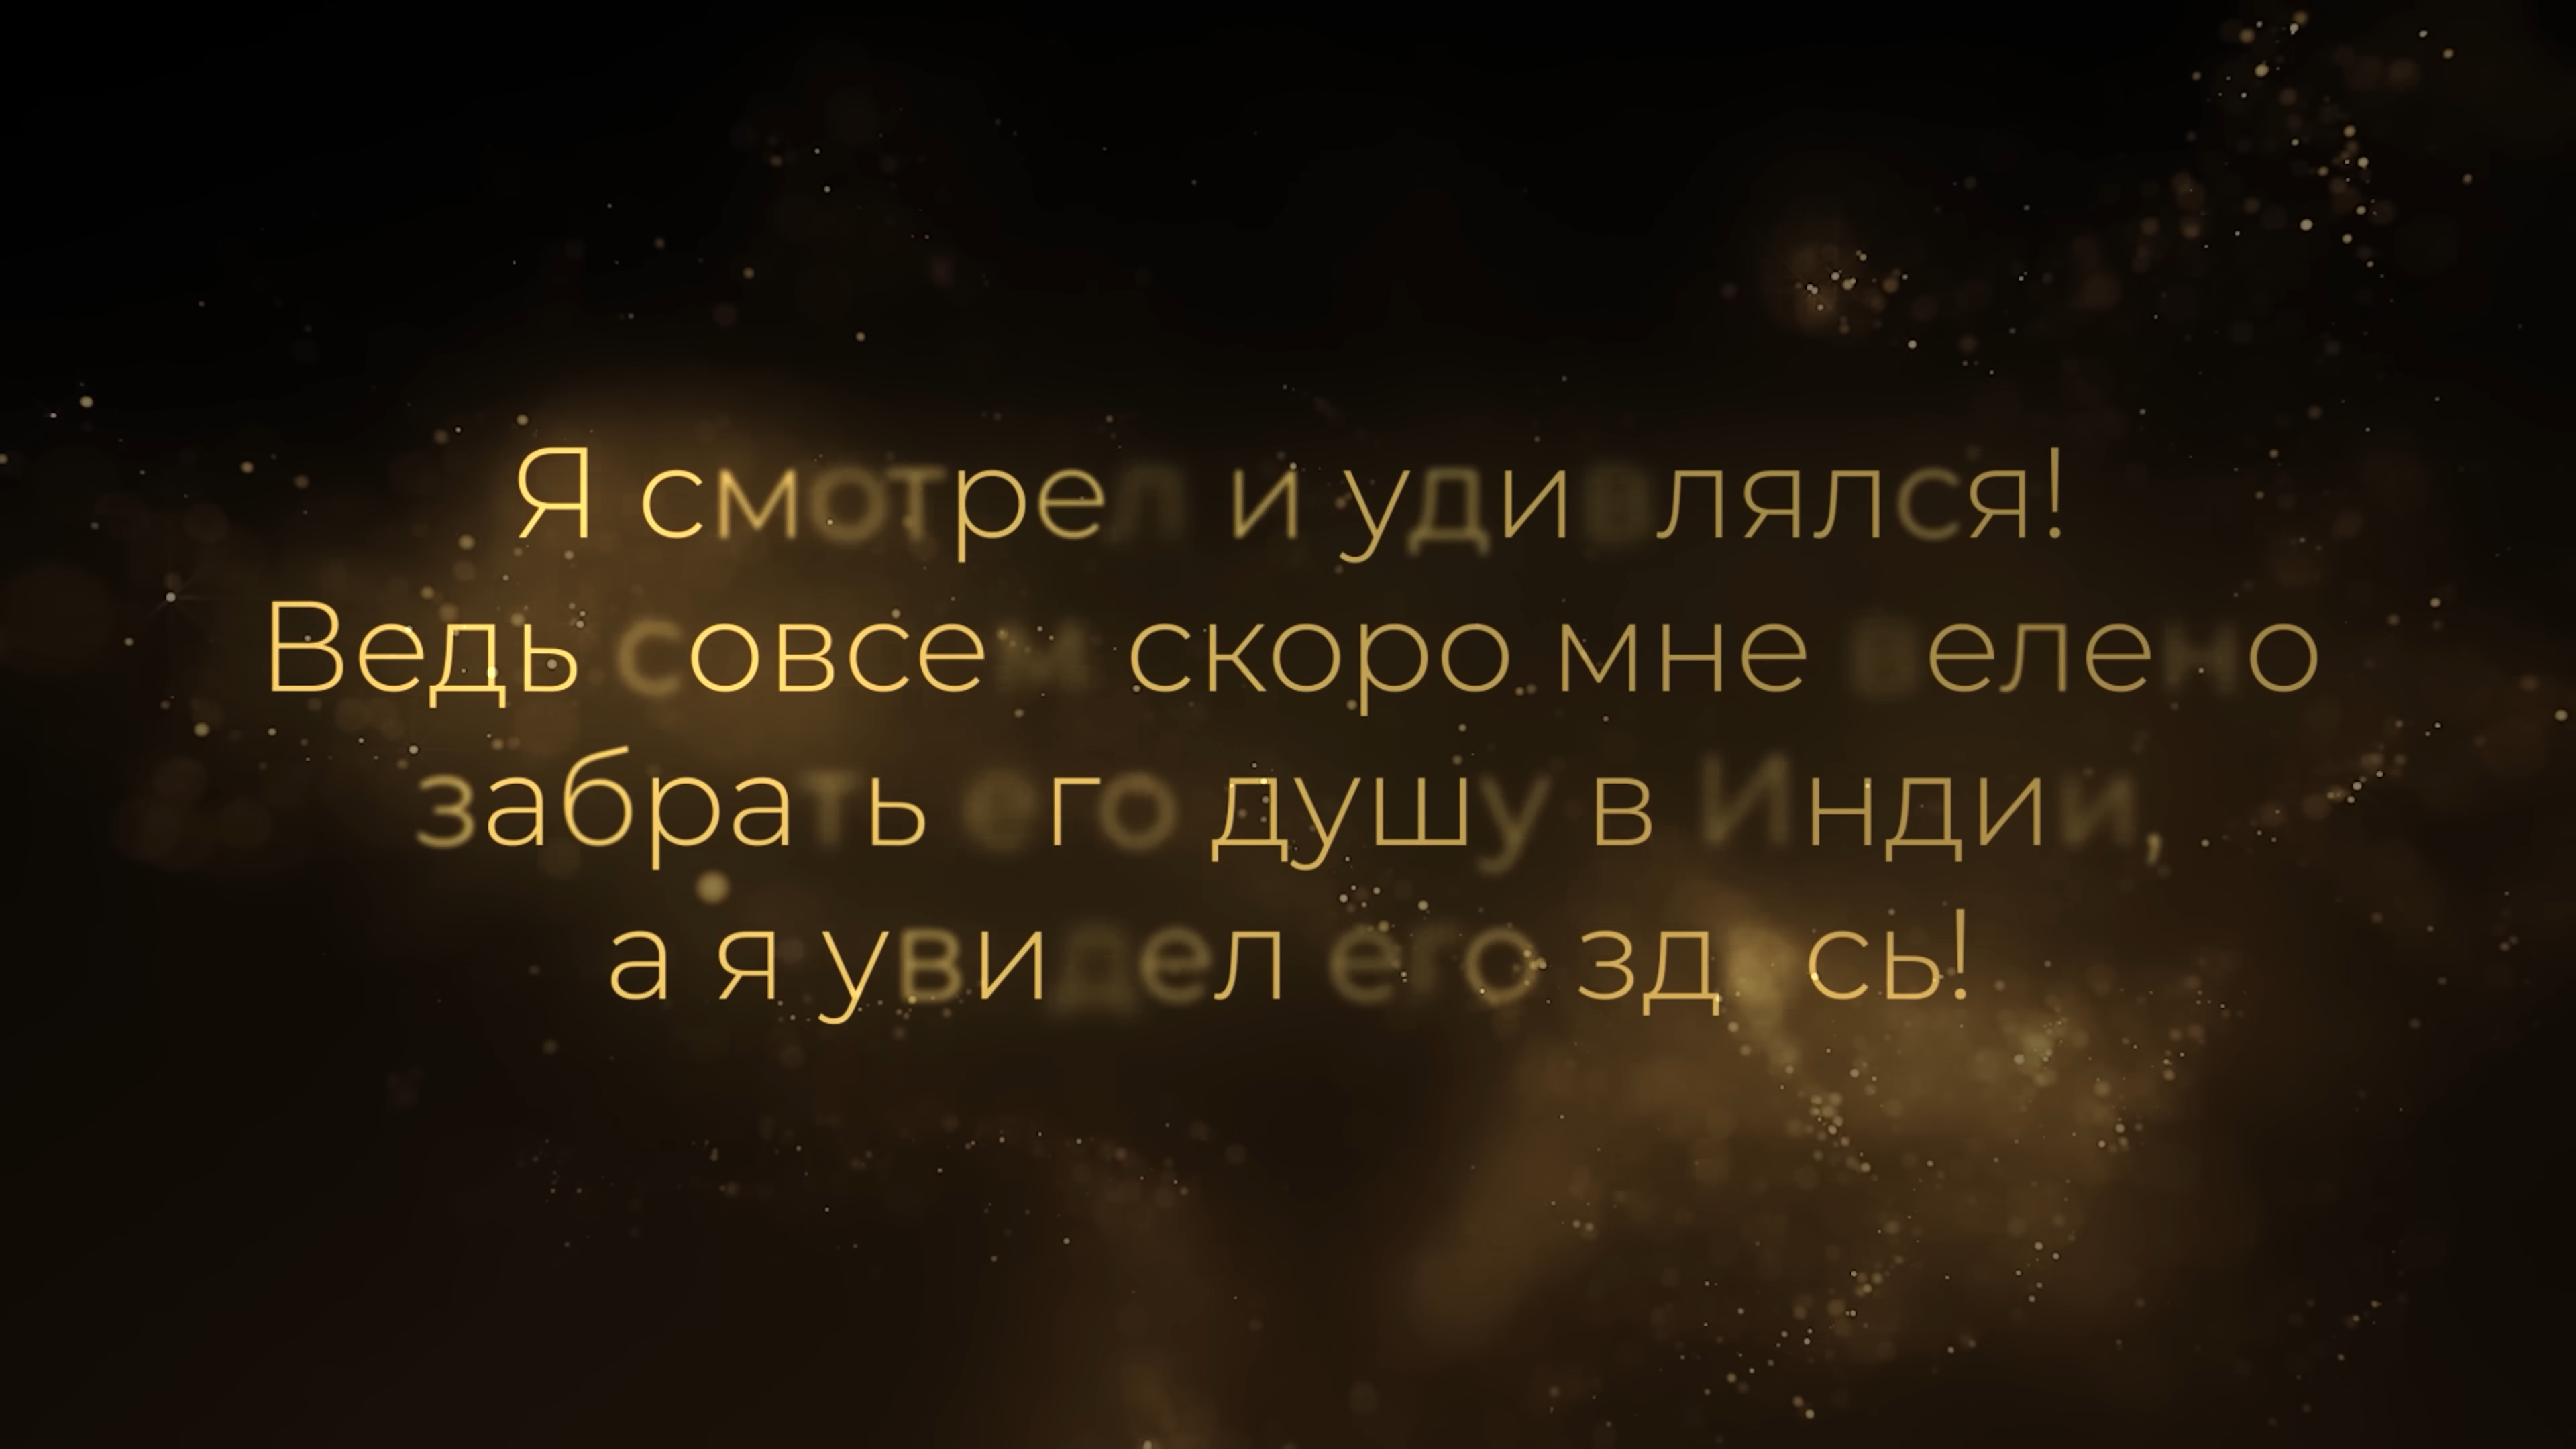 Я смотрел и удивлялся!
Ведь совсем скоро мне велено
забрать его душу в Индии,
а я увидел его здесь!